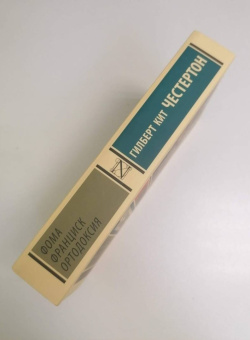 ГИЛБЕРТ КИТ ЧЕСТЕРТОН
ФОМА
ФРАНЦИСК
ОРТОДОКСИЯ